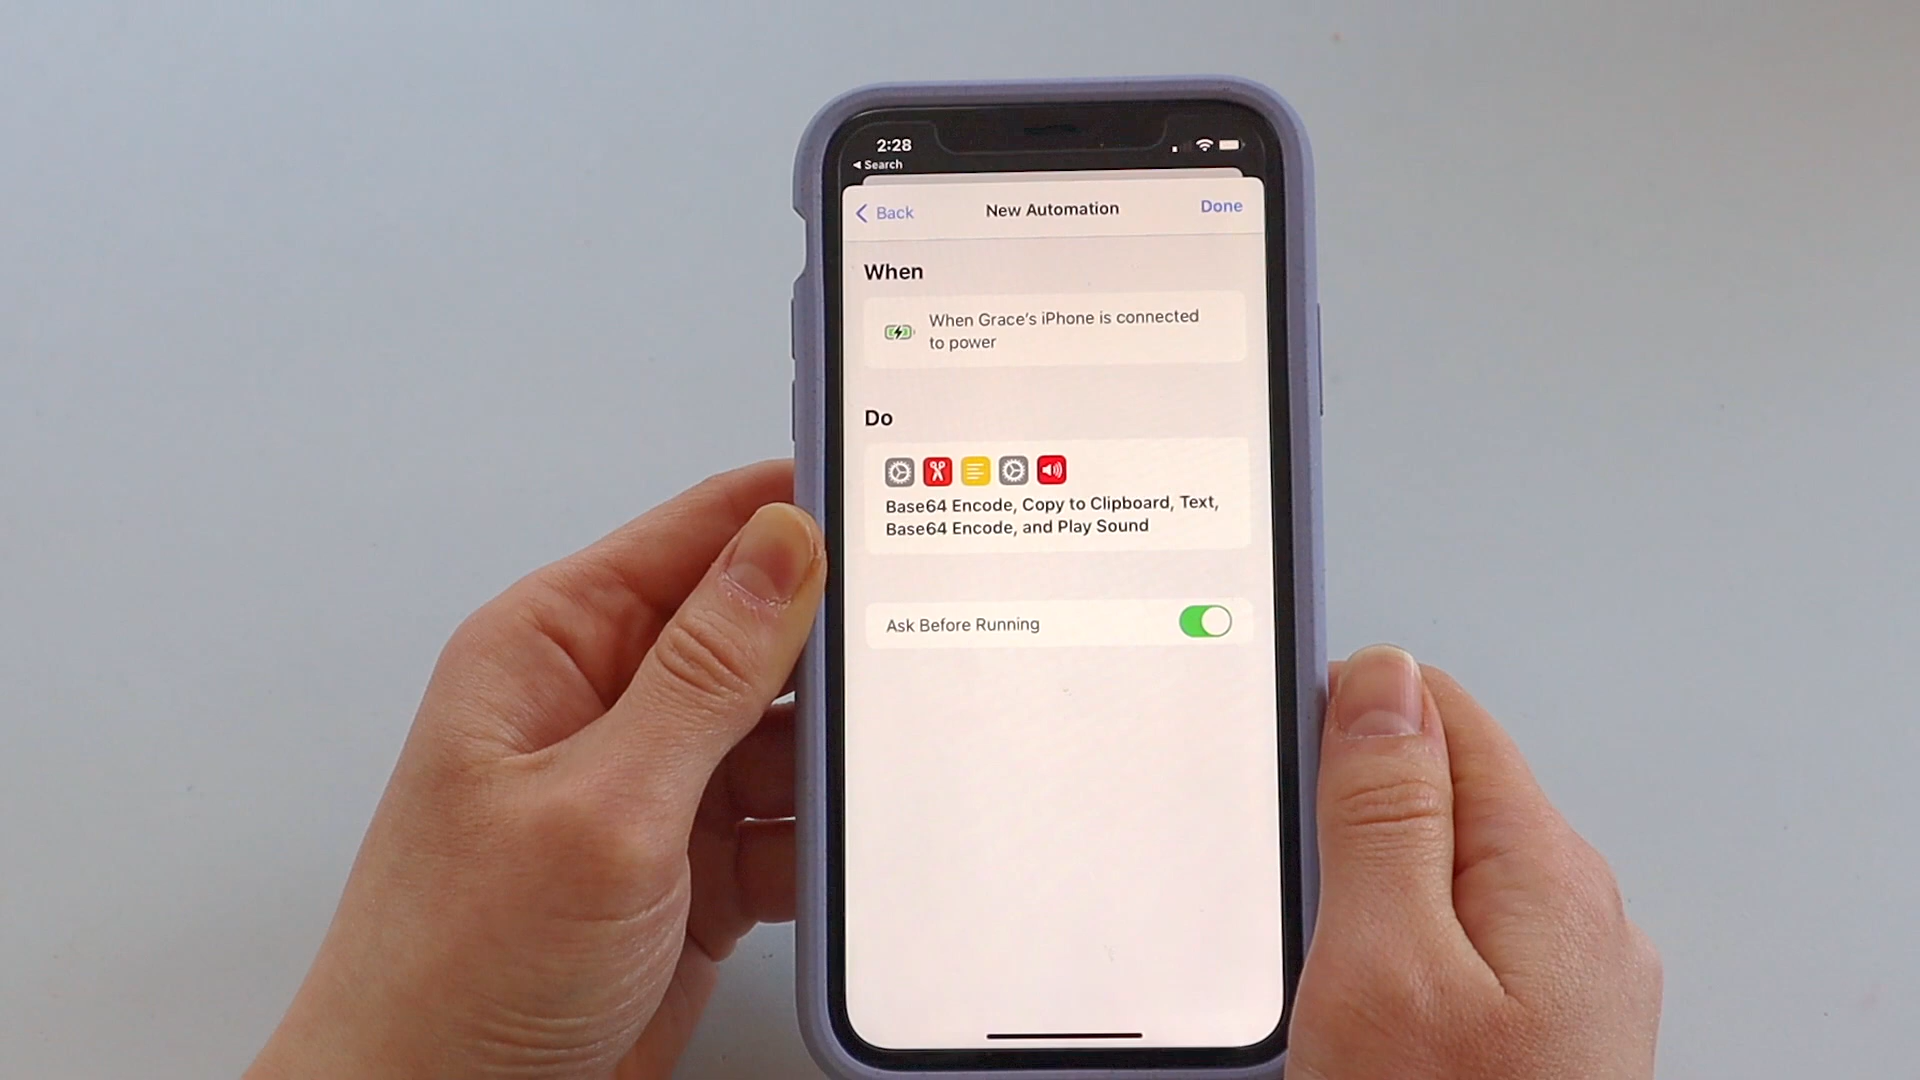 2:28
Search
Back
New Automation
Done
When
When Grace's iPhone is connected
to power
Do
Base64 Encode, Copy to Clipboard, Text,
Base64 Encode, and Play Sound
Ask Before Running